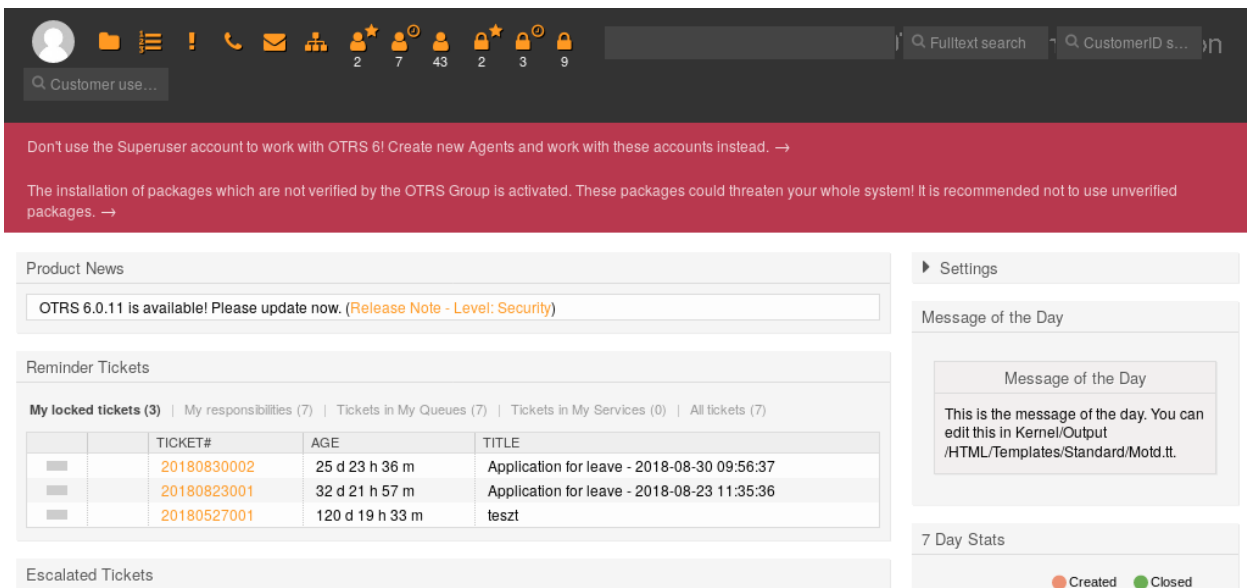 2 7 43 2 3 9
Fulltext search
CustomerID s...
Customer use...
Don't use the Superuser account to work with OTRS 6! Create new Agents and work with these accounts instead. →
The installation of packages which are not verified by the OTRS Group is activated. These packages could threaten your whole system! It is recommended not to use unverified
packages. →
Product News
OTRS 6.0.11 is available! Please update now. (Release Note - Level: Security)
Reminder Tickets
My locked tickets (3) | My responsibilities (7) | Tickets in My Queues (7) | Tickets in My Services (0) | All tickets (7)
TICKET# AGE TITLE
20180830002 25 d 23 h 36 m Application for leave - 2018-08-30 09:56:37
20180823001 32 d 21 h 57 m Application for leave - 2018-08-23 11:35:36
20180527001 120 d 19 h 33 m teszt
Escalated Tickets
Settings
Message of the Day
Message of the Day
This is the message of the day. You can
edit this in Kernel/Output
/HTML/Templates/Standard/Motd.tt.
7 Day Stats
Created Closed